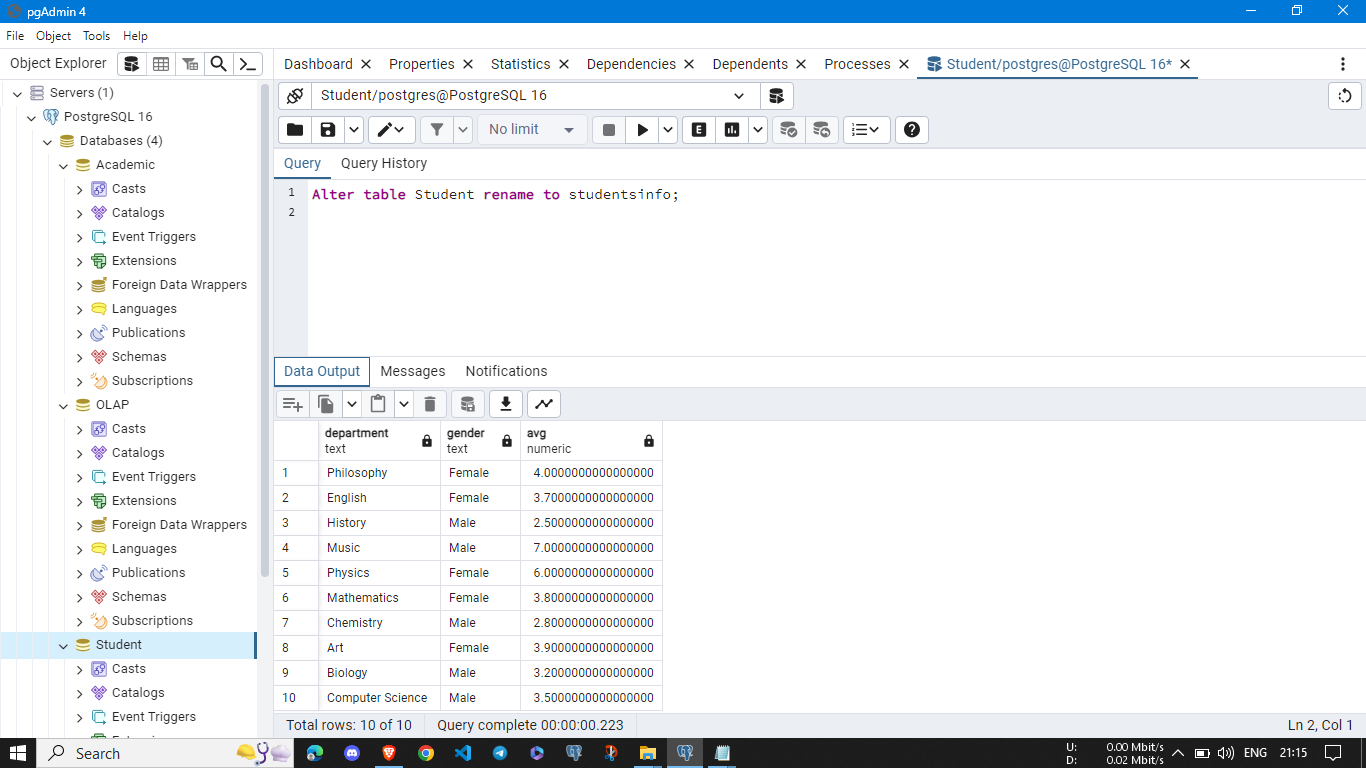 pgAdmin 4
File Object Tools Help
Object Explorer
Dashboard Properties Statistics Dependencies Dependents Processes Student/postgres@PostgreSQL 16*
Servers (1)
PostgreSQL 16
Databases (4)
Academic
Casts
Catalogs
Event Triggers
Extensions
Foreign Data Wrappers
Languages
Publications
Schemas
Subscriptions
OLAP
Casts
Catalogs
Event Triggers
Extensions
Foreign Data Wrappers
Languages
Publications
Schemas
Subscriptions
Student
Casts
Catalogs
Event Triggers
Student/postgres@PostgreSQL 16
No limit
E
Query Query History
1 Alter table Student rename to studentsinfo;
2
Data Output Messages Notifications
department gender avg
text text numeric
1 Philosophy Female 4.0000000000000000
2 English Female 3.7000000000000000
3 History Male 2.5000000000000000
4 Music Male 7.0000000000000000
5 Physics Female 6.0000000000000000
6 Mathematics Female 3.8000000000000000
7 Chemistry Male 2.8000000000000000
8 Art Female 3.9000000000000000
9 Biology Male 3.2000000000000000
10 Computer Science Male 3.5000000000000000
Total rows: 10 of 10 Query complete 00:00:00.223 Ln 2, Col 1
Search
U: 0.00 Mbit/s
D: 0.02 Mbit/s
ENG 21:15